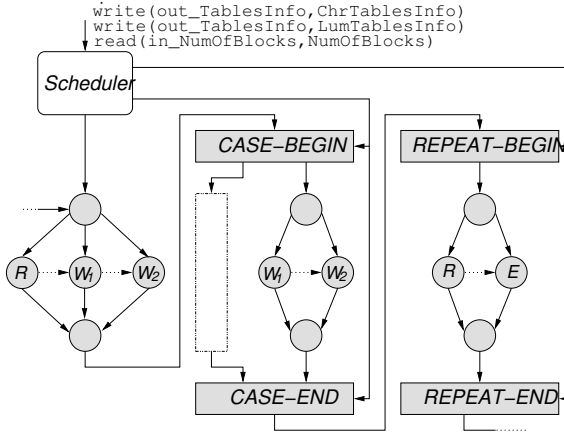 write(out_TablesInfo,ChrTablesInfo)
write(out_TablesInfo,LumTablesInfo)
read(in_NumOfBlocks,NumOfBlocks)
Scheduler
CASE-BEGIN
REPEAT-BEGIN
R
W1
W2
W1
W2
R
E
CASE-END
REPEAT-END